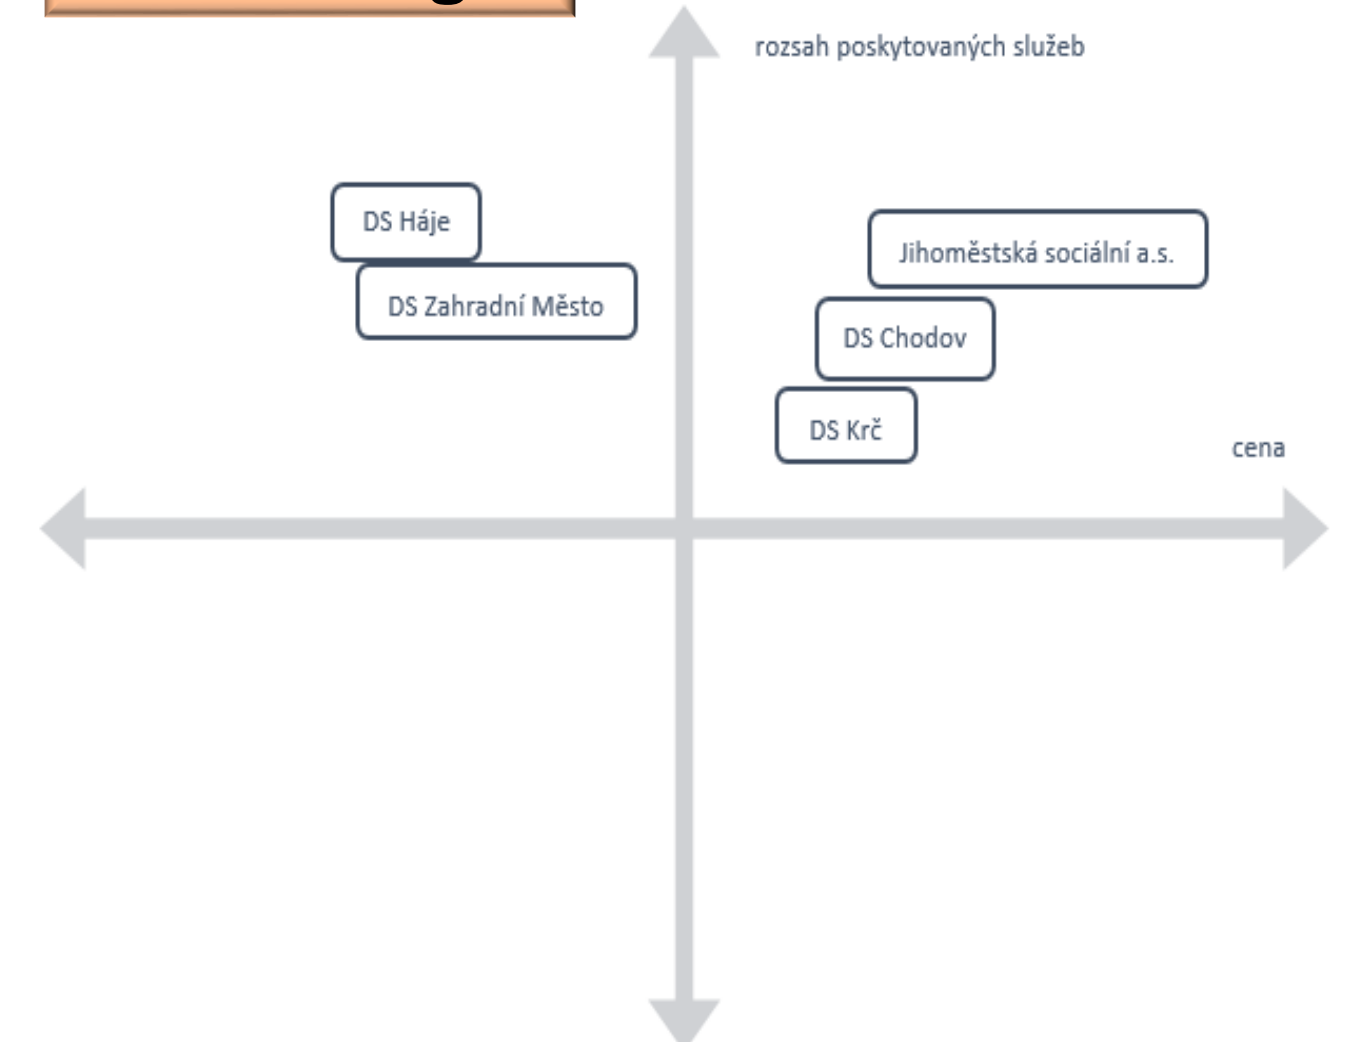 rozsah poskytovaných služeb
DS Háje
Jihoměstská sociální a.s.
DS Zahradní Město
DS Chodov
DS Krč
cena